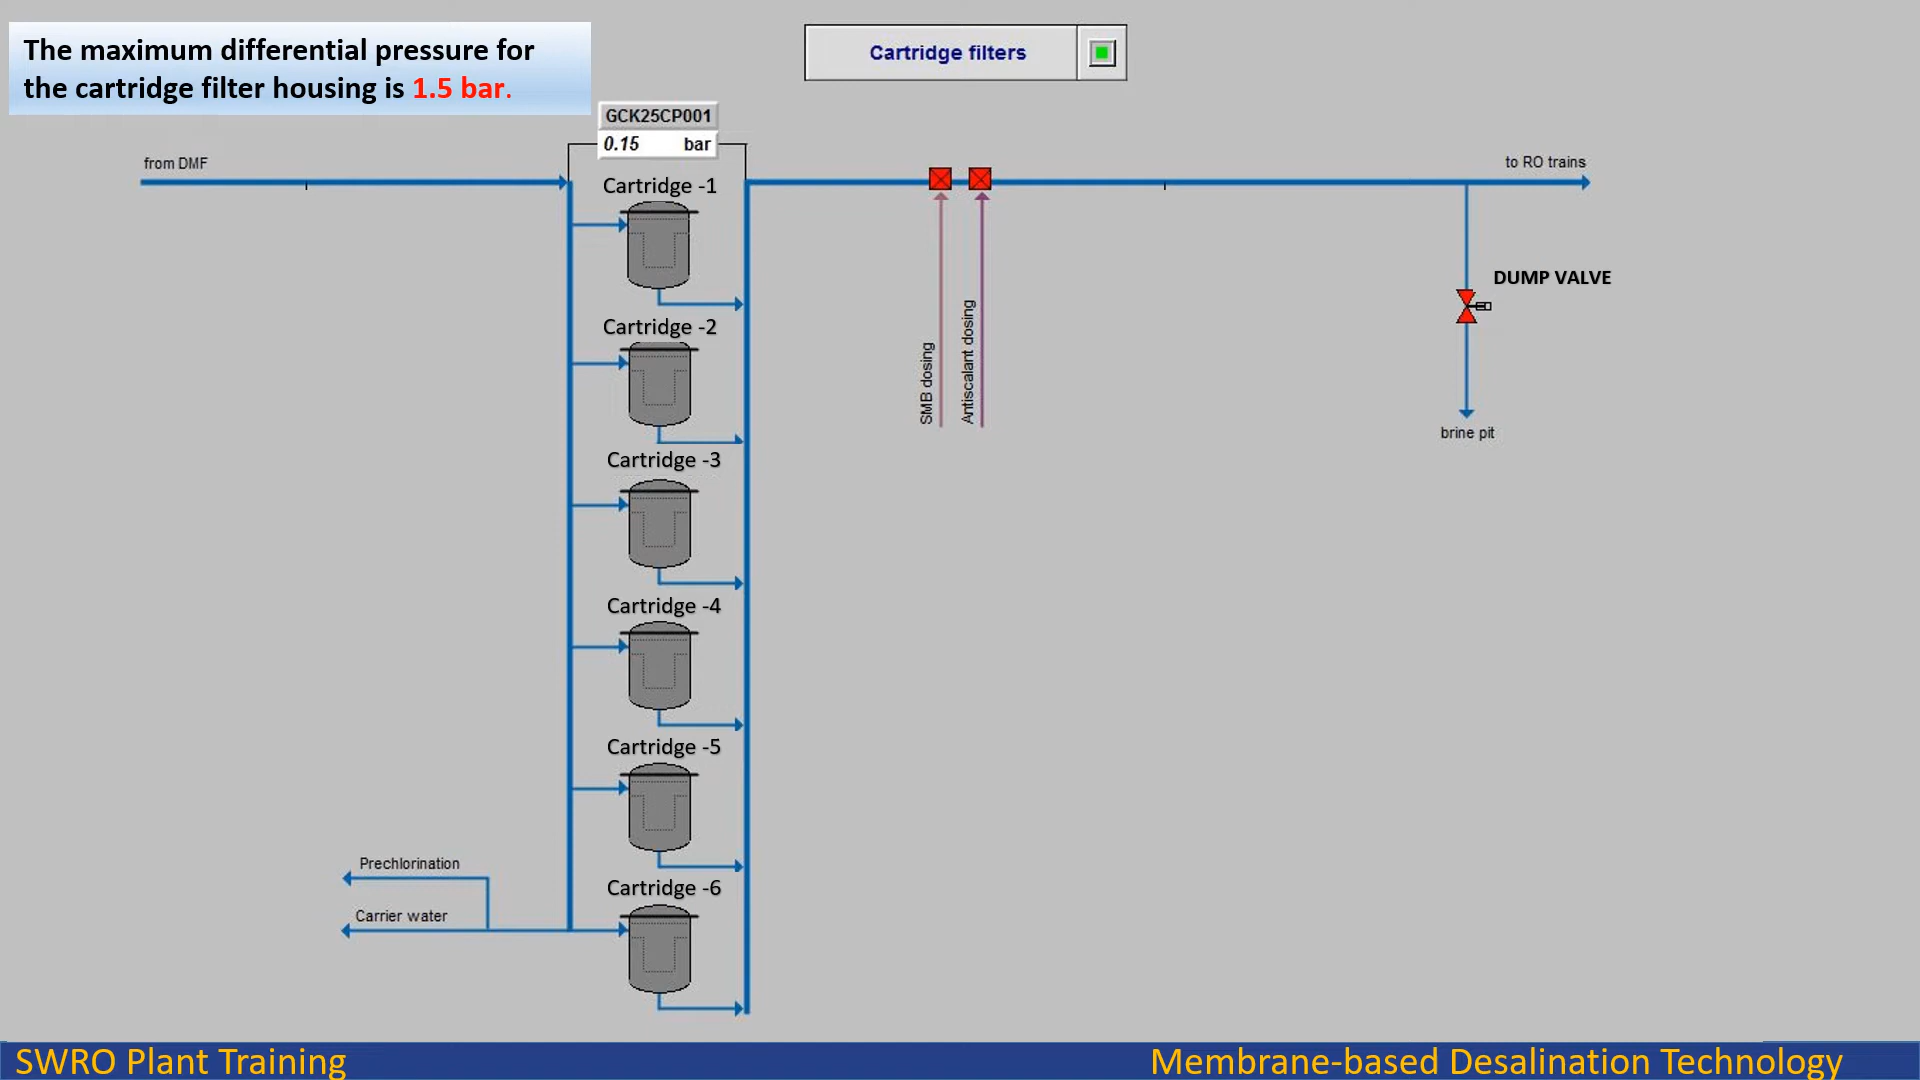 The maximum differential pressure for
the cartridge filter housing is 1.5 bar.
Cartridge filters
GCK25CP001
0.15 bar
from DMF
to RO trains
Cartridge -1
DUMP VALVE
Cartridge -2
SMB dosing
Antiscalant dosing
brine pit
Cartridge -3
Cartridge -4
Cartridge -5
Prechlorination
Cartridge -6
Carrier water
SWRO Plant Training
Membrane-based Desalination Technology